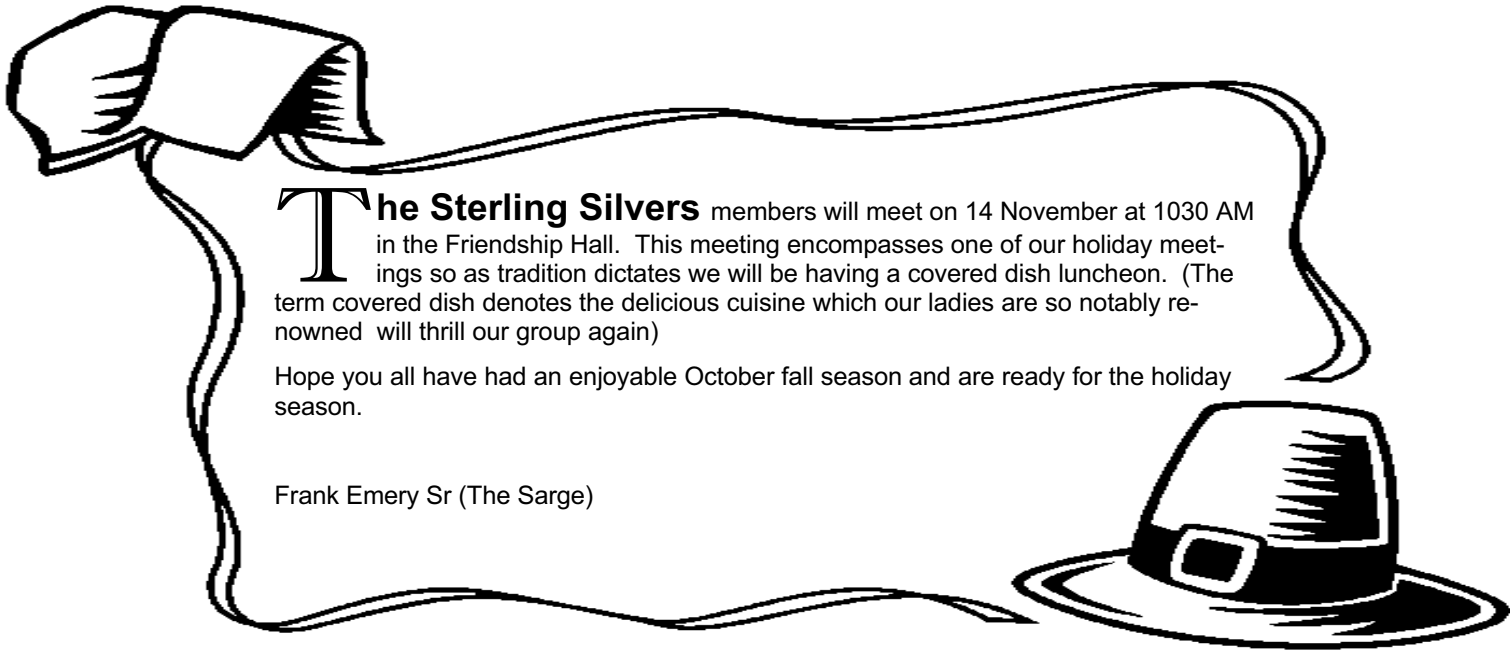 The Sterling Silvers members will meet on 14 November at 1030 AM
in the Friendship Hall.  This meeting encompasses one of our holiday meet-
ings so as tradition dictates we will be having a covered dish luncheon.  (The
term covered dish denotes the delicious cuisine which our ladies are so notably re-
nowned  will thrill our group again)
Hope you all have had an enjoyable October fall season and are ready for the holiday
season.
Frank Emery Sr (The Sarge)